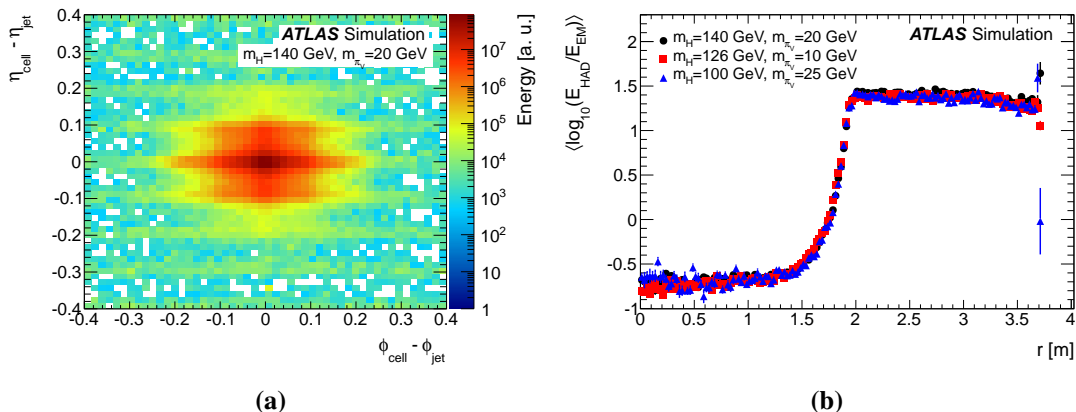 η_cell - η_jet
0.4
0.3
0.2
0.1
0
-0.1
-0.2
-0.3
-0.4
-0.4 -0.3 -0.2 -0.1 0 0.1 0.2 0.3 0.4
ϕ_cell - ϕ_jet
ATLAS Simulation
m_H=140 GeV, m_π_v=20 GeV
Energy [a. u.]
10^7
10^6
10^5
10^4
10^3
10^2
10
1
(a)
⟨log_10(E_HAD/E_EM)⟩
2
1.5
1
0.5
0
-0.5
-1
0 0.5 1 1.5 2 2.5 3 3.5 4
r [m]
m_H=140 GeV, m_π_v=20 GeV
m_H=126 GeV, m_π_v=10 GeV
m_H=100 GeV, m_π_v=25 GeV
ATLAS Simulation
(b)